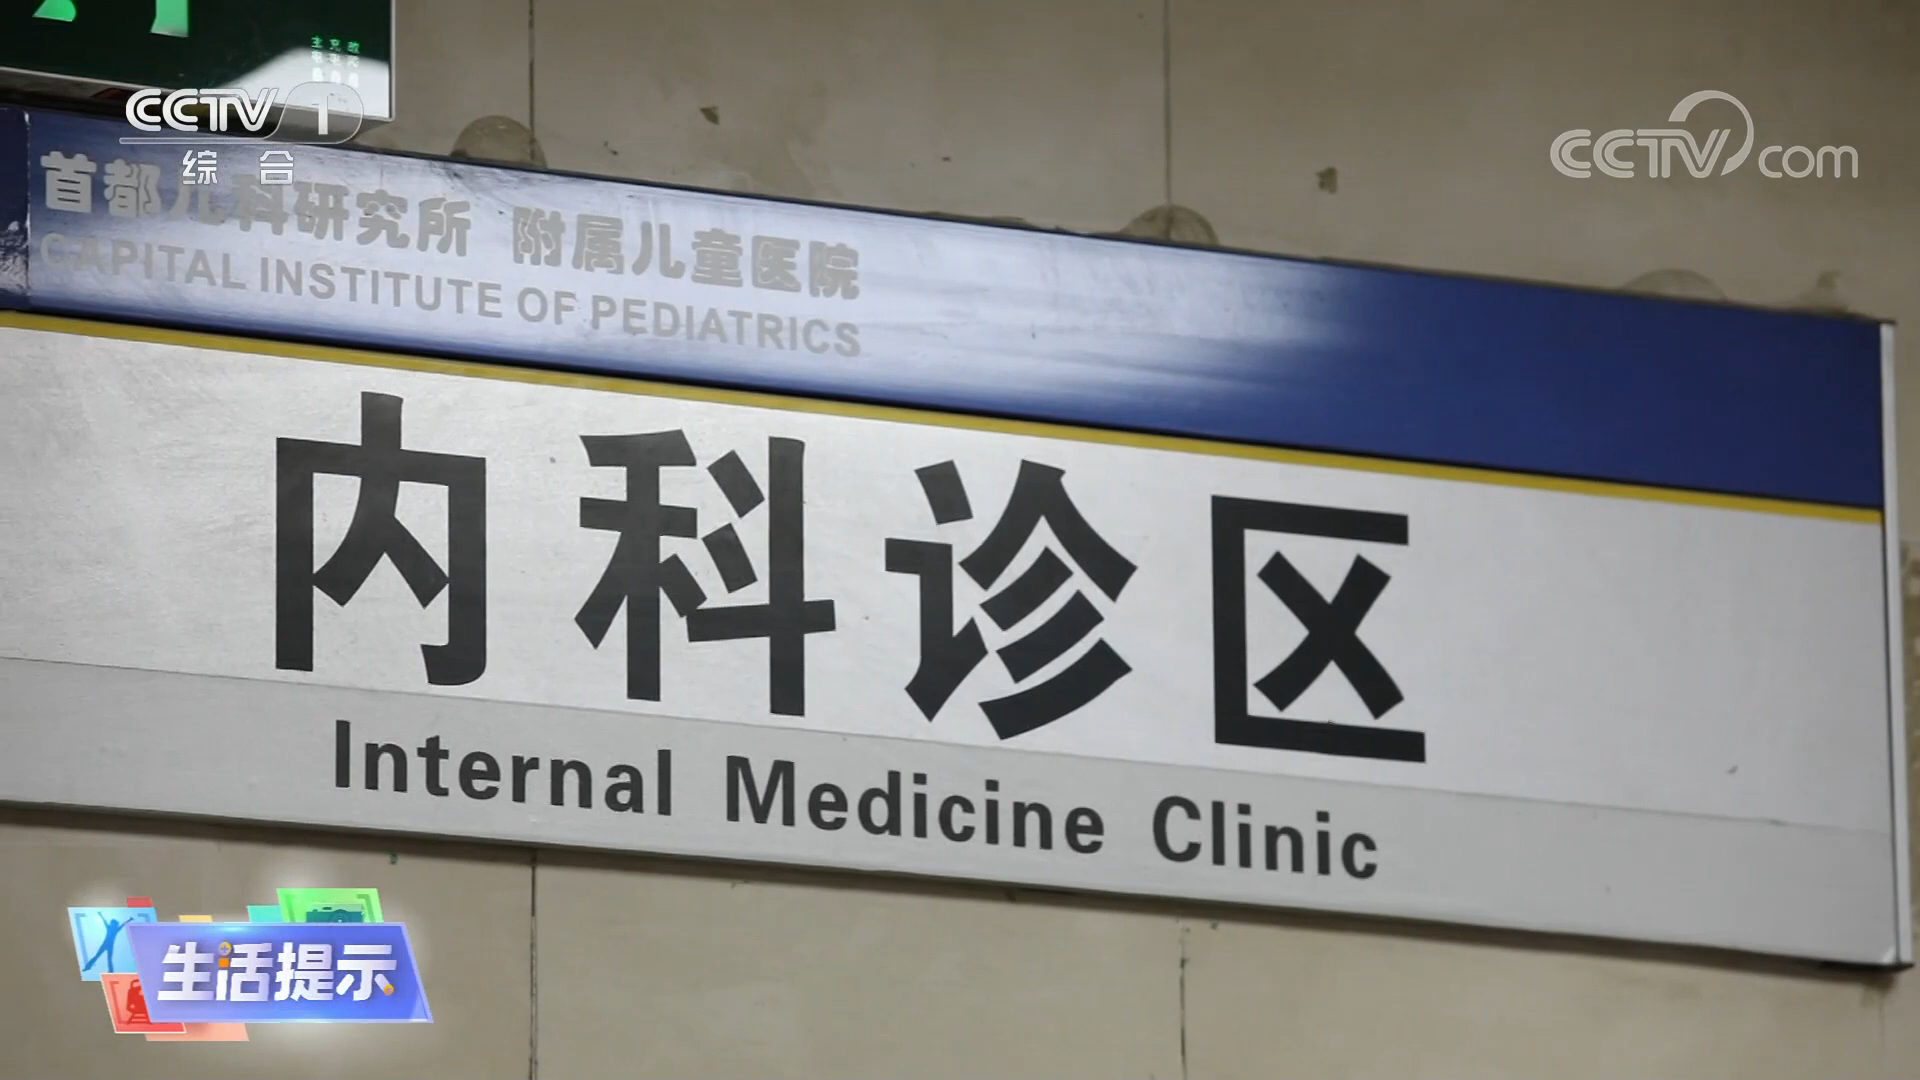 CCTV 1
综合
CCTV com
首都儿科研究所 附属儿童医院
CAPITAL INSTITUTE OF PEDIATRICS
内科诊区
Internal Medicine Clinic
生活提示